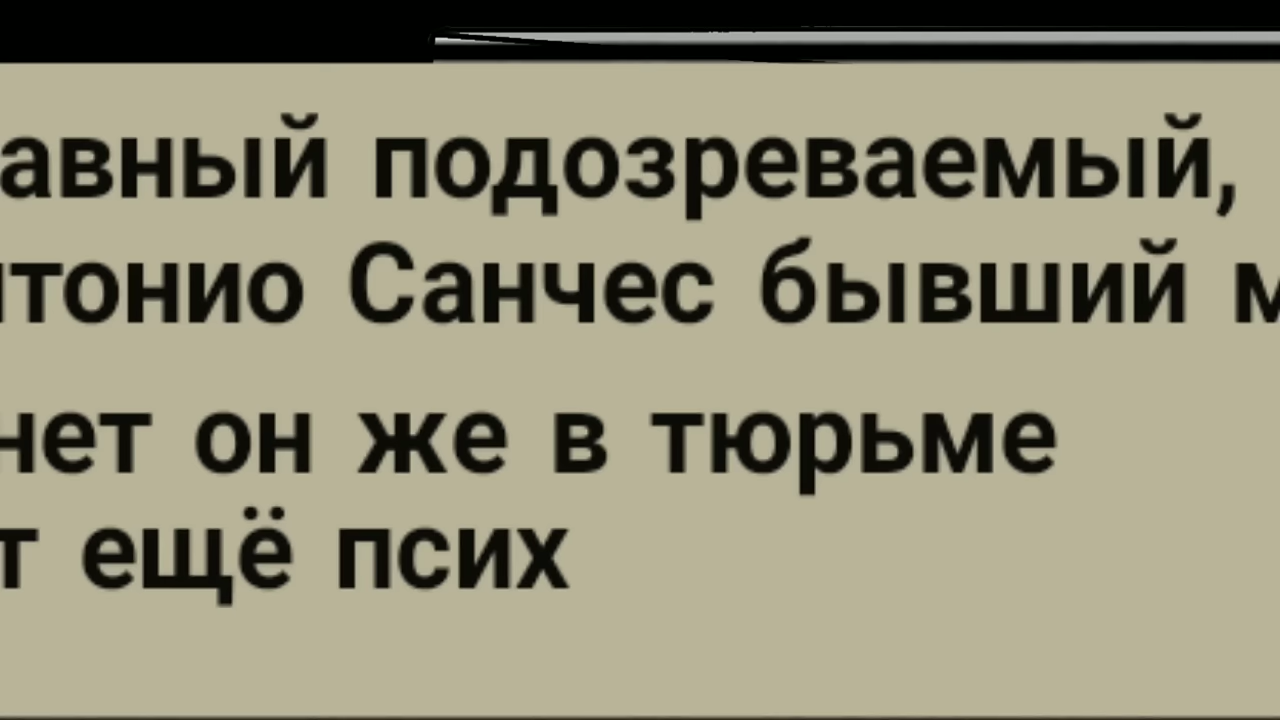 авный подозреваемый,
тонио Санчес бывший
нет он же в тюрьме
т ещё псих